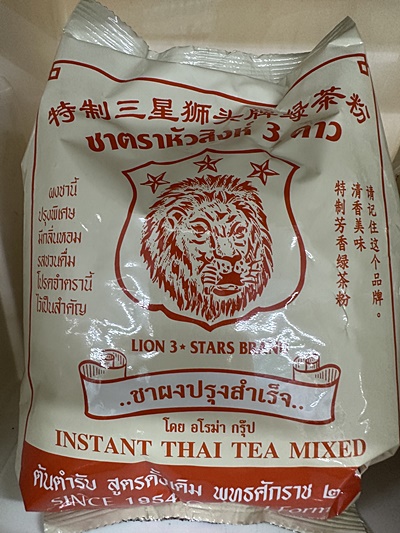 特制三星狮头牌绿茶粉
ชาตราหัวสิงห์ 3 ดาว
ผงชานี้
ปรุงพิเศษ
มีกลิ่นหอม
รสชวนดื่ม
โปรดจำตรานี้
ไว้เป็นสำคัญ
请记住这个品牌。
清香美味
特制芳香绿茶粉
LION 3★ STARS BRAND
..ชาผงปรุงสำเร็จ..
โดย อโรม่า กรุ๊ป
INSTANT THAI TEA MIXED
ต้นตำรับ สูตรดั้งเดิม พุทธศักราช ๒
SINCE 1954